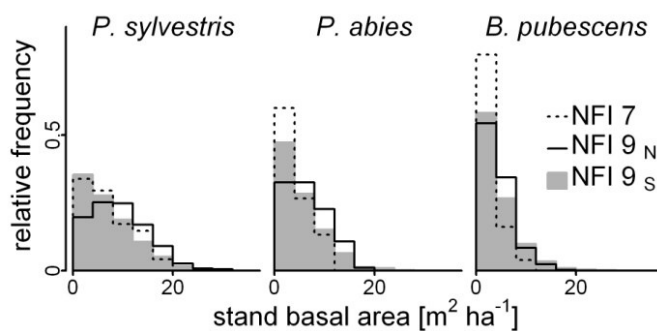 P. sylvestris P. abies B. pubescens
relative frequency
0.5
0
NFI 7
NFI 9 N
NFI 9 S
0 20 0 20 0 20
stand basal area [m² ha⁻¹]